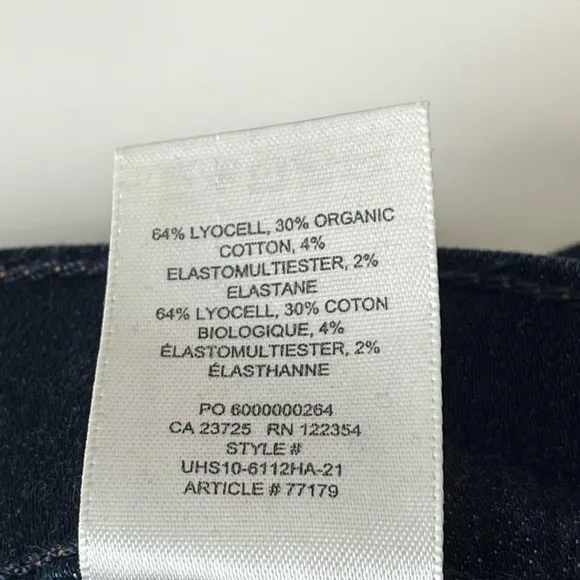 64% LYOCELL, 30% ORGANIC
COTTON, 4%
ELASTOMULTIESTER, 2%
ELASTANE
64% LYOCELL, 30% COTON
BIOLOGIQUE, 4%
ÉLASTOMULTIESTER, 2%
ÉLASTHANNE
PO 6000000264
CA 23725 RN 122354
STYLE #
UHS10-6112HA-21
ARTICLE # 77179